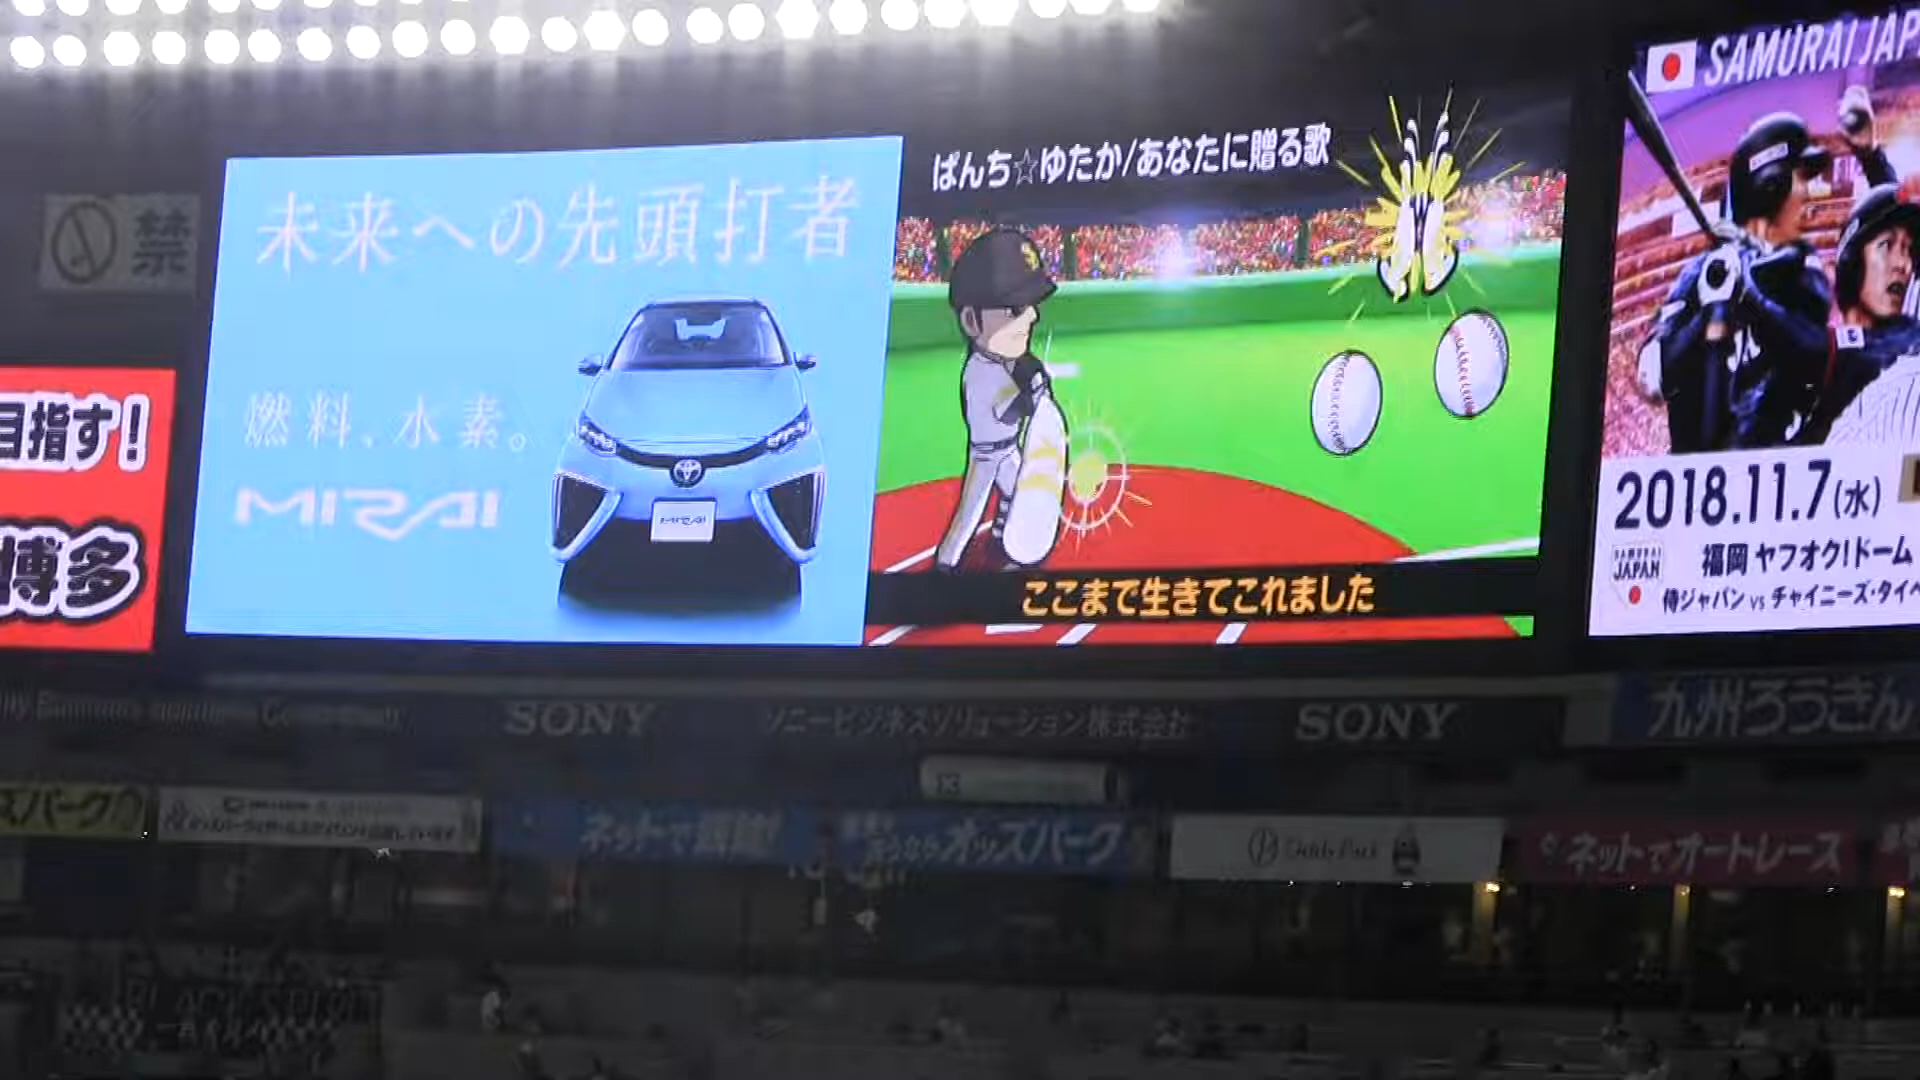 禁
目指す!
博多
未来への先頭打者
燃料、水素。
MIRAI
ぱんち☆ゆたか/あなたに贈る歌
ここまで生きてこれました
SAMURAI JAP
2018.11.7(水)
福岡 ヤフオク!ドーム
SAMURAI
JAPAN
侍ジャパン vs チャイニーズ・タイペ
SONY
ソニービジネスソリューション株式会社
SONY
九州ろうきん
ズパーク
ネットで
オッズパーク
ネットでオートレース